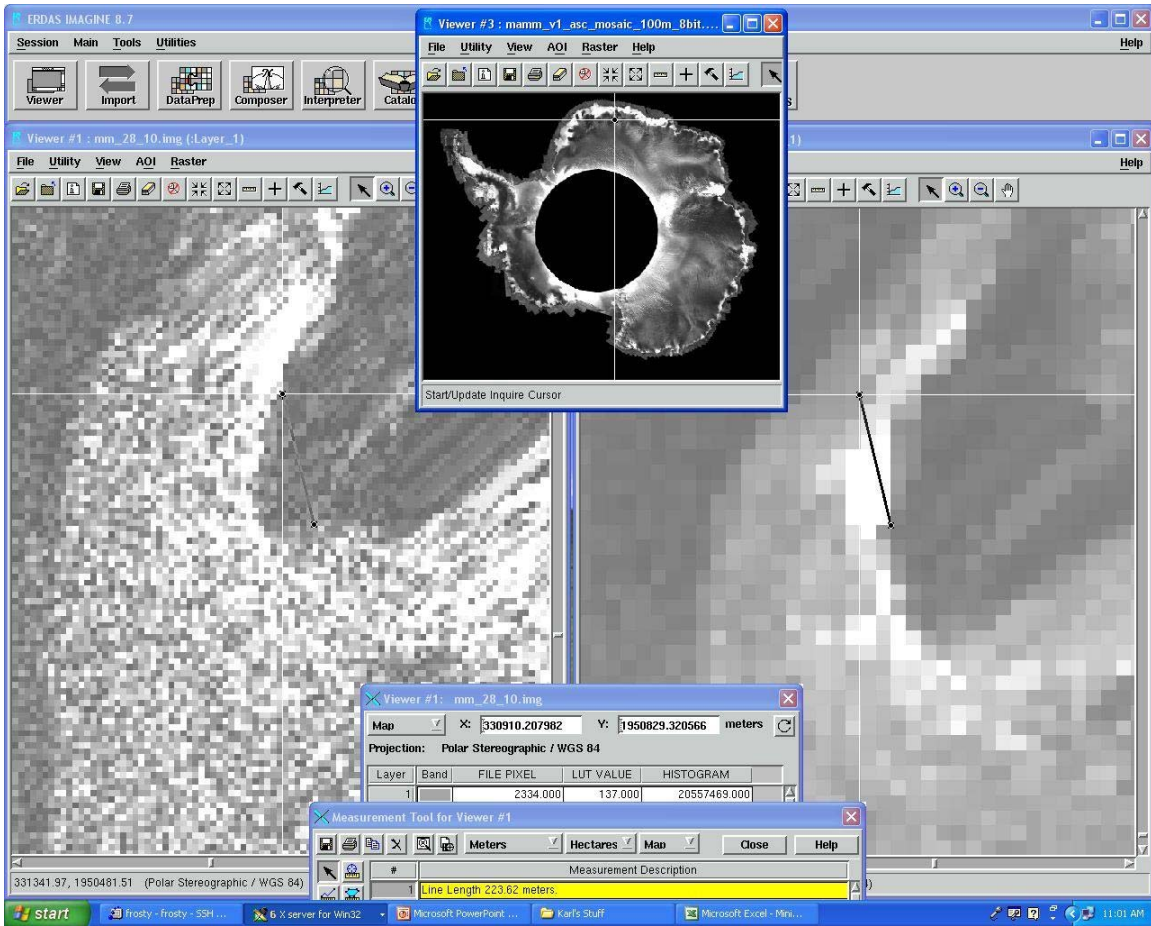 ERDAS IMAGINE 8.7
Session Main Tools Utilities
Help
Viewer
Import
DataPrep
Composer
Interpreter
Viewer #3 : mamm_v1_asc_mosaic_100m_8bit....
File Utility View AOI Raster Help
Start/Update Inquire Cursor
Viewer #1 : mm_28_10.img (:Layer_1)
File Utility View AOI Raster
Help
331341.97, 1950481.51 (Polar Stereographic / WGS 84)
Viewer #1: mm_28_10.img
Map X: 330910.207982 Y: 1950829.320566 meters
Projection: Polar Stereographic / WGS 84
Layer Band FILE PIXEL LUT VALUE HISTOGRAM
1 2334.000 137.000 20557469.000
Measurement Tool for Viewer #1
Meters Hectares Map Close Help
# Measurement Description
1 Line Length 223.62 meters.
start
frosty - frosty - SSH ...
6 X server for Win32
Microsoft PowerPoint ...
Karl's Stuff
Microsoft Excel - Mini...
11:01 AM